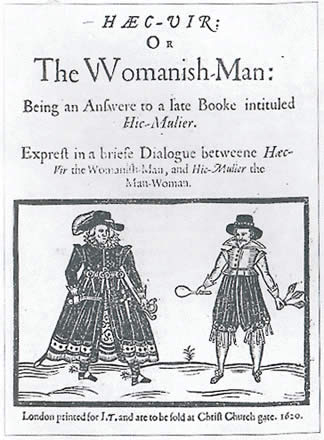 HÆC-VIR:
OR
The Womanish-Man:
Being an Anſwere to a late Booke intituled
Hic-Mulier.
Expreſt in a briefe Dialogue betweene Hæc-
Vir the Womaniſh-Man, and Hic-Mulier the
Man-Woman.
London printed for I.T. and are to be ſold at Chriſt Church gate. 1620.